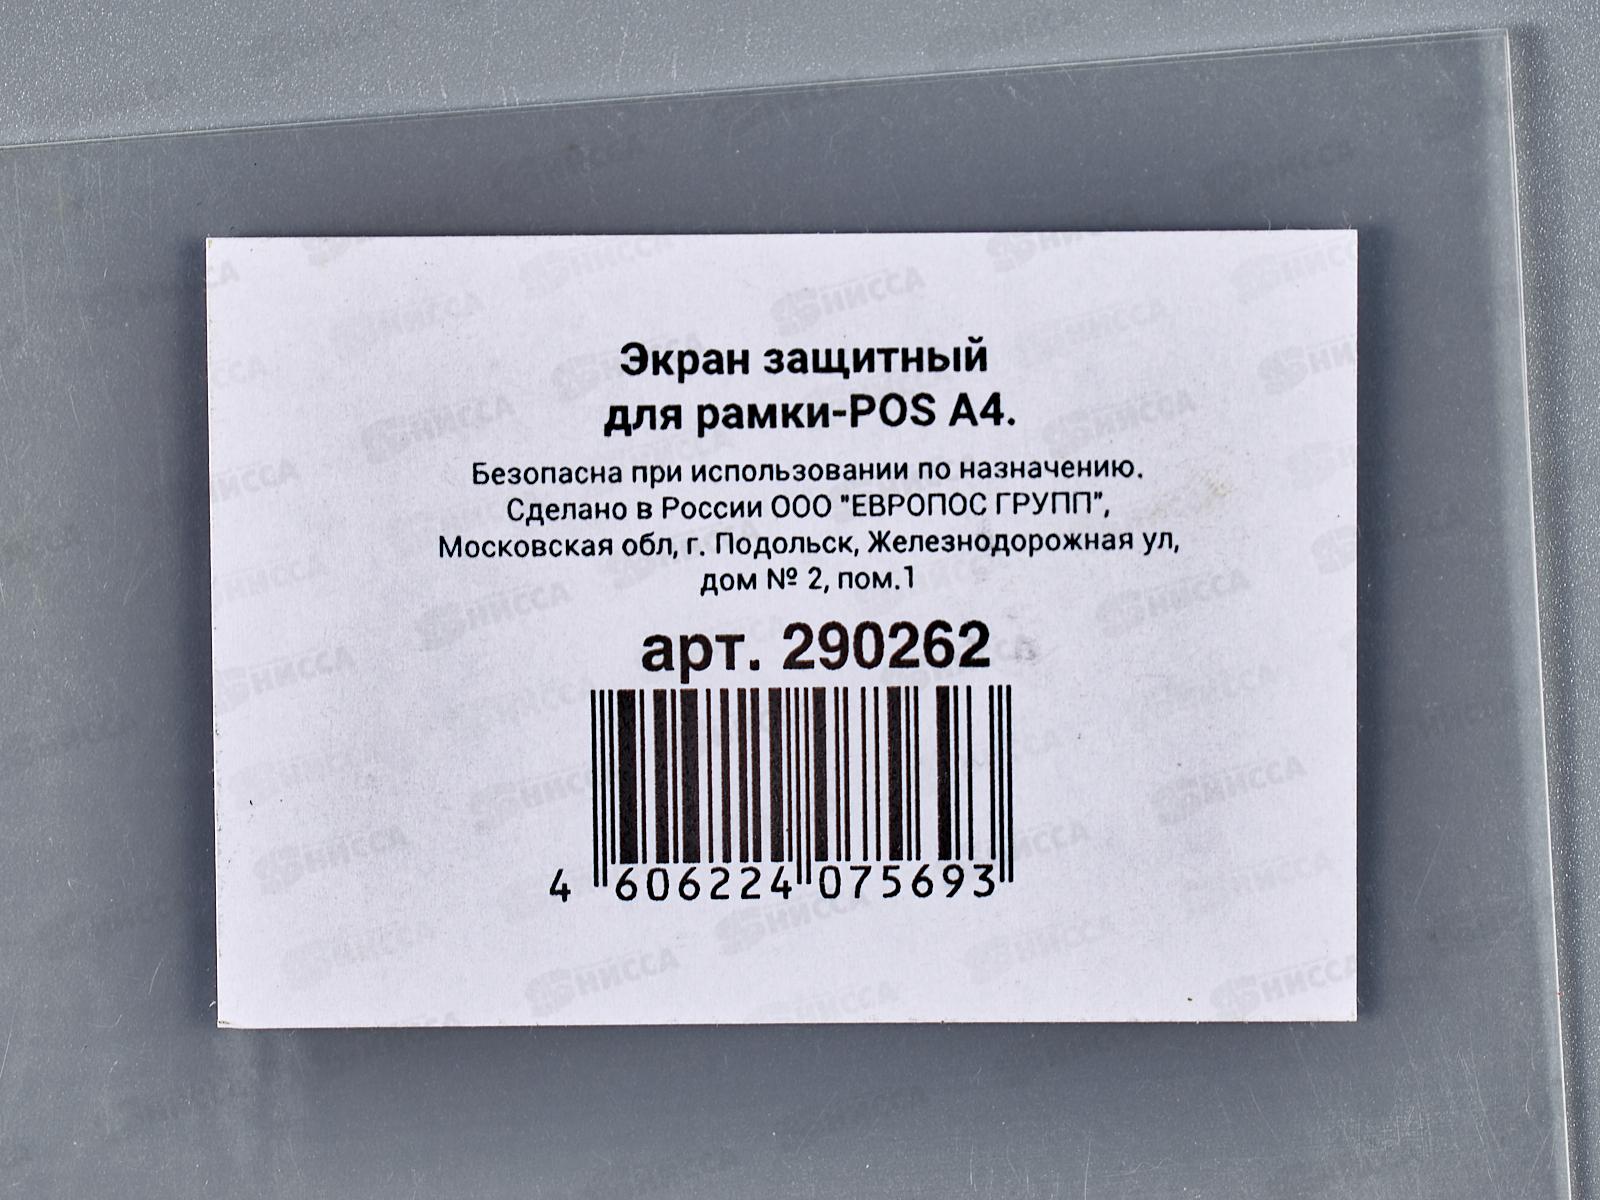 Экран защитный
для рамки-POS А4.
Безопасна при использовании по назначению.
Сделано в России ООО "ЕВРОПОС ГРУПП",
Московская обл, г. Подольск, Железнодорожная ул,
дом № 2, пом.1
арт. 290262
4 606224 075693